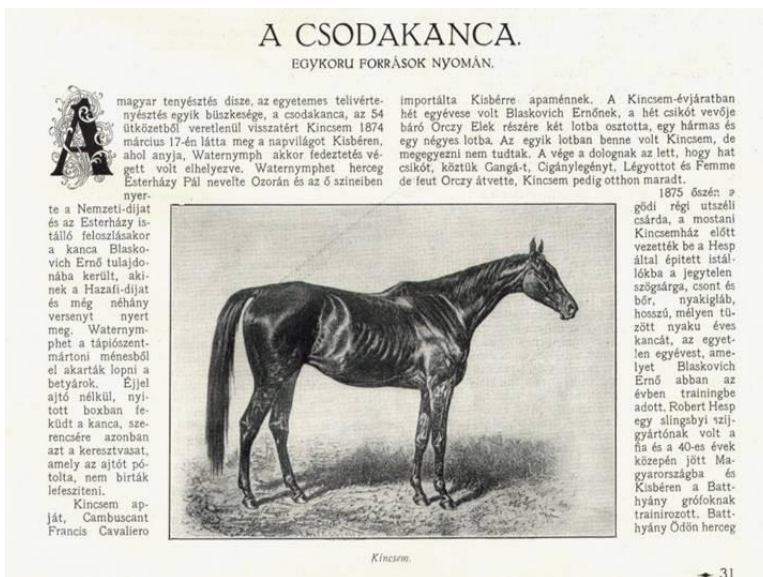 A CSODAKANCA.
EGYKORU FORRÁSOK NYOMÁN.
A magyar tenyésztés disze, az egyetemes telivérte-
nyésztés egyik büszkesége, a csodakanca, az 54
ütközetből veretlenül visszatért Kincsem 1874
március 17-én látta meg a napvilágot Kisbéren,
ahol anyja, Waternymph akkor fedeztetés vé-
gett volt elhelyezve. Waternymphet herceg
Esterházy Pál nevelte Ozorán és az ő szineiben
nyer-
te a Nemzeti-dijat
és az Esterházy is-
tálló feloszlásakor
a kanca Blasko-
vich Ernő tulajdo-
nába került, aki-
nek a Hazafi-dijat
és még néhány
versenyt nyert
meg. Waternym-
phet a tápiószent-
mártoni ménesből
el akarták lopni a
betyárok. Éjjel
ajtó nélkül, nyi-
tott boxban fe-
küdt a kanca, sze-
rencsére azonban
azt a keresztvasat,
amely az ajtót pó-
tolta, nem birták
lefesziteni.
Kincsem ap-
ját, Cambuscant
Francis Cavaliero
importálta Kisbérre apaménnek. A Kincsem-évjáratban
hét egyévese volt Blaskovich Ernőnek, a hét csikót vevője
báró Orczy Elek részére két lotba osztotta, egy hármas és
egy négyes lotba. Az egyik lotban benne volt Kincsem, de
megegyezni nem tudtak. A vége a dolognak az lett, hogy hat
csikót, köztük Gangá-t, Cigánylegényt, Légyottot és Femme
de feut Orczy átvette, Kincsem pedig otthon maradt.
1875 őszén a
gödi régi utszéli
csárda, a mostani
Kincsemház előtt
vezették be a Hesp
által épitett istál-
lókba a jegytelen
szögsárga, csont és
bőr, nyakigláb,
hosszú, mélyen tü-
zött nyaku éves
kancát, az egyet-
len egyévest, ame-
lyet Blaskovich
Ernő abban az
évben trainingbe
adott. Robert Hesp
egy slingsbyi szij-
gyártónak volt a
fia és a 40-es évek
közepén jött Ma-
gyarországba és
Kisbéren a Batt-
hyány grófoknak
trainirozott. Batt-
hyány Ödön herceg
Kincsem.
31